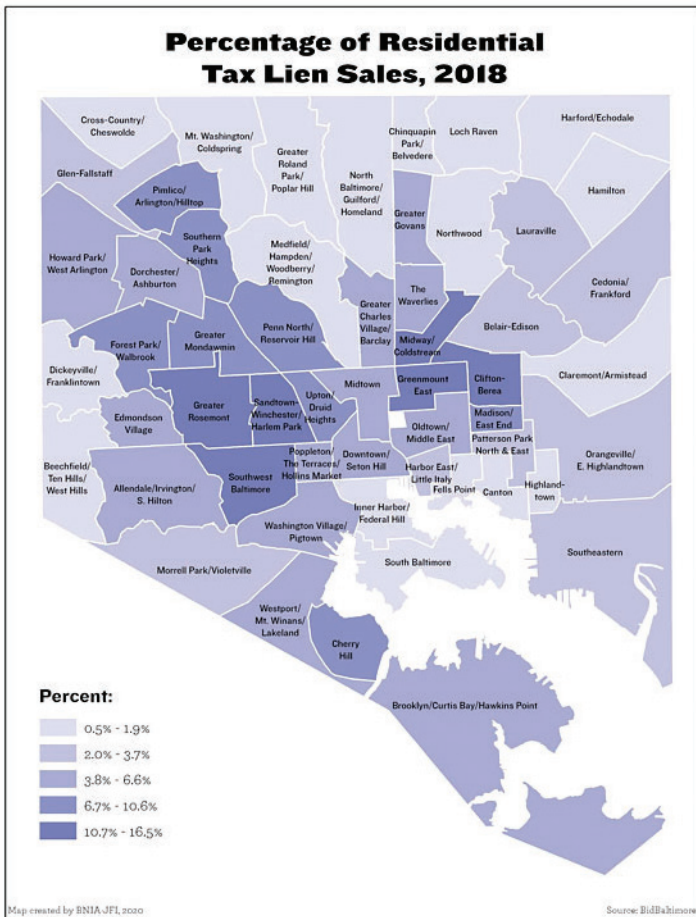 Percentage of Residential
Tax Lien Sales, 2018
Cross-Country/
Cheswolde
Mt. Washington/
Coldspring
Greater
Roland
Park/
Poplar Hill
North
Baltimore/
Guilford/
Homeland
Chinquapin
Park/
Belvedere
Loch Raven
Harford/Echodale
Glen-Fallstaff
Pimlico/
Arlington/Hilltop
Hamilton
Greater
Govans
Northwood
Lauraville
Southern
Park
Heights
Howard Park/
West Arlington
Dorchester/
Ashburton
Medfield/
Hampden/
Woodberry/
Remington
Cedonia/
Frankford
The
Waverlies
Greater
Charles
Village/
Barclay
Belair-Edison
Penn North/
Reservoir Hill
Greater
Mondawmin
Forest Park/
Walbrook
Midway/
Coldstream
Dickeyville/
Franklintown
Claremont/Armistead
Midtown
Greenmount
East
Clifton-
Berea
Greater
Rosemont
Sandtown-
Winchester/
Harlem Park
Upton/
Druid
Heights
Edmondson
Village
Madison/
East End
Oldtown/
Middle East
Patterson Park
North & East
Orangeville/
E. Highlandtown
Beechfield/
Ten Hills/
West Hills
Allendale/Irvington/
S. Hilton
Southwest
Baltimore
Poppleton/
The Terraces/
Hollins Market
Downtown/
Seton Hill
Harbor East/
Little Italy
Fells Point
Canton
Highland-
town
Inner Harbor/
Federal Hill
Washington Village/
Pigtown
Southeastern
South Baltimore
Morrell Park/Violetville
Westport/
Mt. Winans/
Lakeland
Cherry
Hill
Brooklyn/Curtis Bay/Hawkins Point
Percent:
0.5% - 1.9%
2.0% - 3.7%
3.8% - 6.6%
6.7% - 10.6%
10.7% - 16.5%
Map created by BNIA-JFI, 2020
Source: BidBaltimore